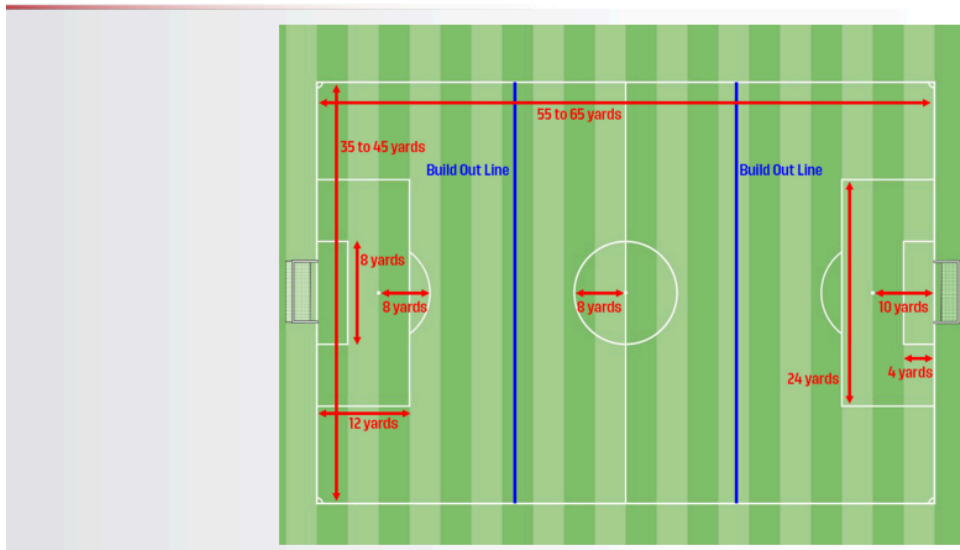 55 to 65 yards
35 to 45 yards
Build Out Line
Build Out Line
8 yards
8 yards
8 yards
10 yards
4 yards
24 yards
12 yards